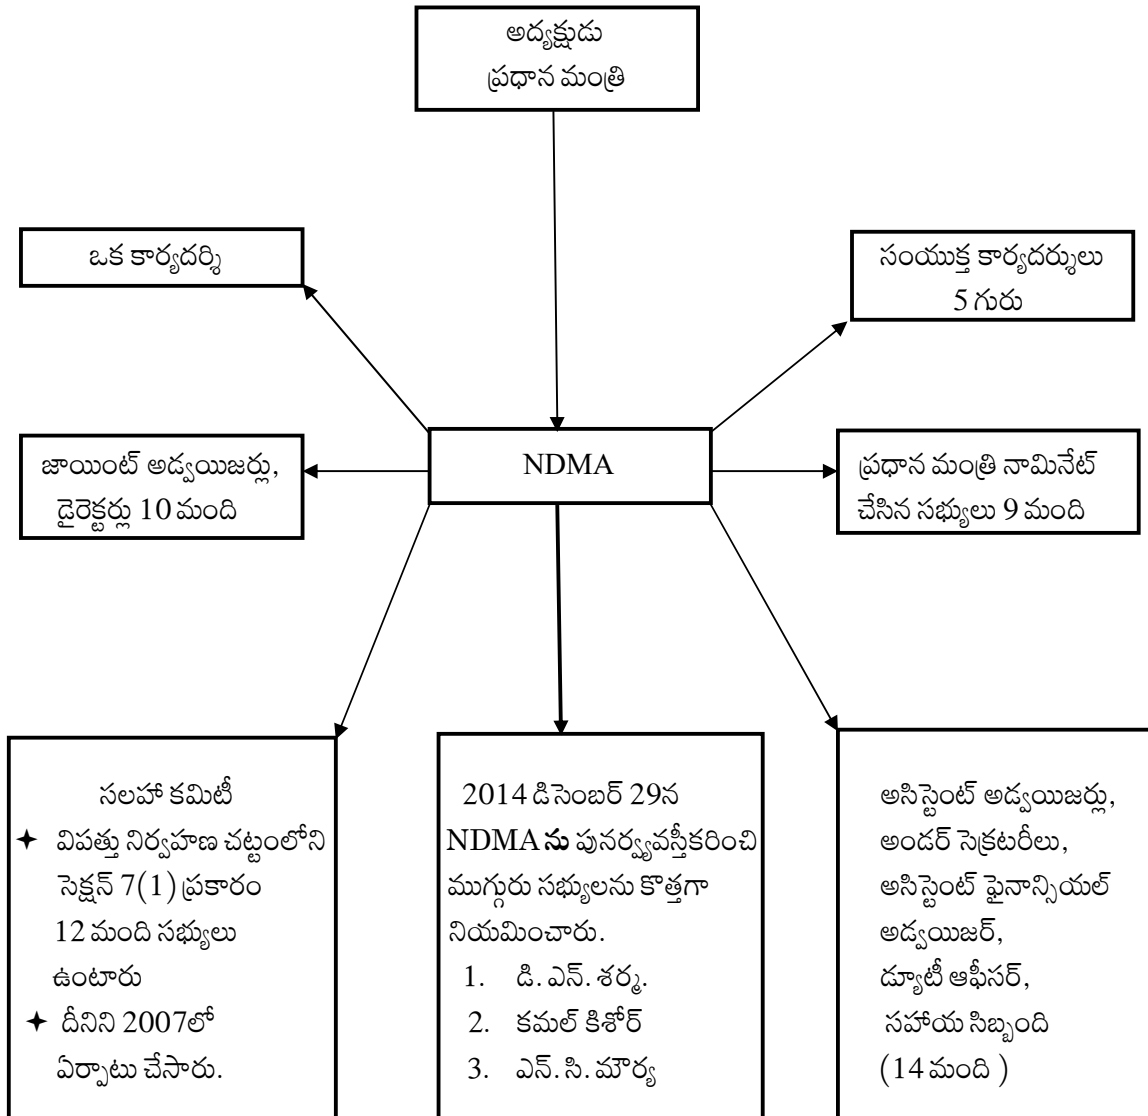 అధ్యక్షుడు
ప్రధాన మంత్రి
ఒక కార్యదర్శి
సంయుక్త కార్యదర్శులు
5 గురు
జాయింట్ అడ్వయిజర్లు,
డైరెక్టర్లు 10 మంది
NDMA
ప్రధాన మంత్రి నామినేట్
చేసిన సభ్యులు 9 మంది
సలహా కమిటీ
✦ విపత్తు నిర్వహణ చట్టంలోని
సెక్షన్ 7(1) ప్రకారం
12 మంది సభ్యులు
ఉంటారు
✦ దీనిని 2007లో
ఏర్పాటు చేసారు.
2014 డిసెంబర్ 29న
NDMAను పునర్వ్యవస్తీకరించి
ముగ్గురు సభ్యులను కొత్తగా
నియమించారు.
1. డి. ఎన్. శర్మ.
2. కమల్ కిశోర్
3. ఎన్. సి. మౌర్య
అసిస్టెంట్ అడ్వయిజర్లు,
అండర్ సెక్రటరీలు,
అసిస్టెంట్ ఫైనాన్సియల్
అడ్వయిజర్,
డ్యూటీ ఆఫీసర్,
సహాయ సిబ్బంది
(14 మంది )